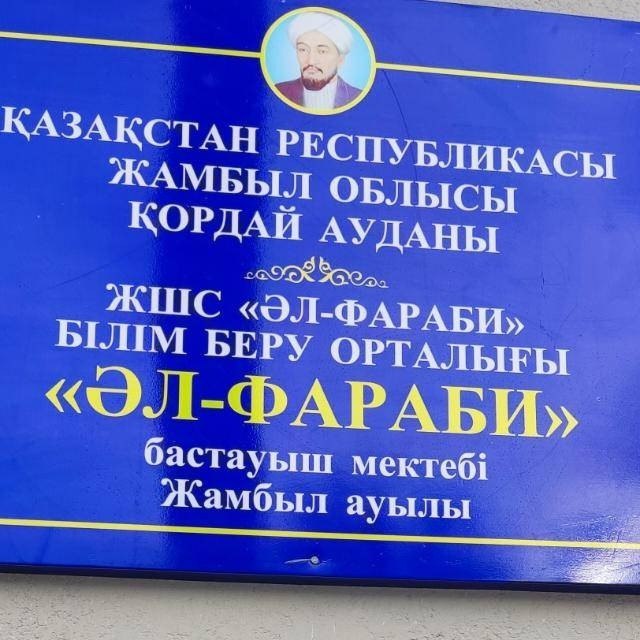 ҚАЗАҚСТАН РЕСПУБЛИКАСЫ
ЖАМБЫЛ ОБЛЫСЫ
ҚОРДАЙ АУДАНЫ
ЖШС «ӘЛ-ФАРАБИ»
БІЛІМ БЕРУ ОРТАЛЫҒЫ
«ӘЛ-ФАРАБИ»
бастауыш мектебі
Жамбыл ауылы